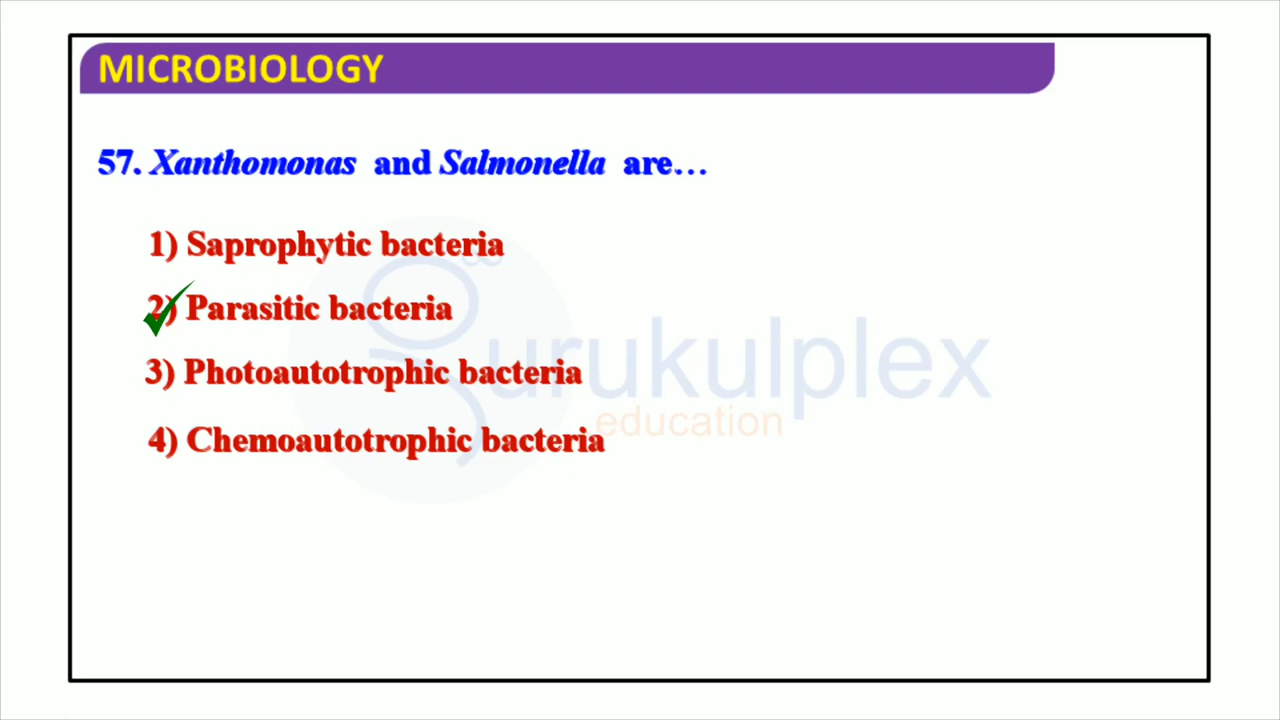 MICROBIOLOGY
57. Xanthomonas and Salmonella are...
1) Saprophytic bacteria
2) Parasitic bacteria
3) Photoautotrophic bacteria
4) Chemoautotrophic bacteria
urukulplex
education